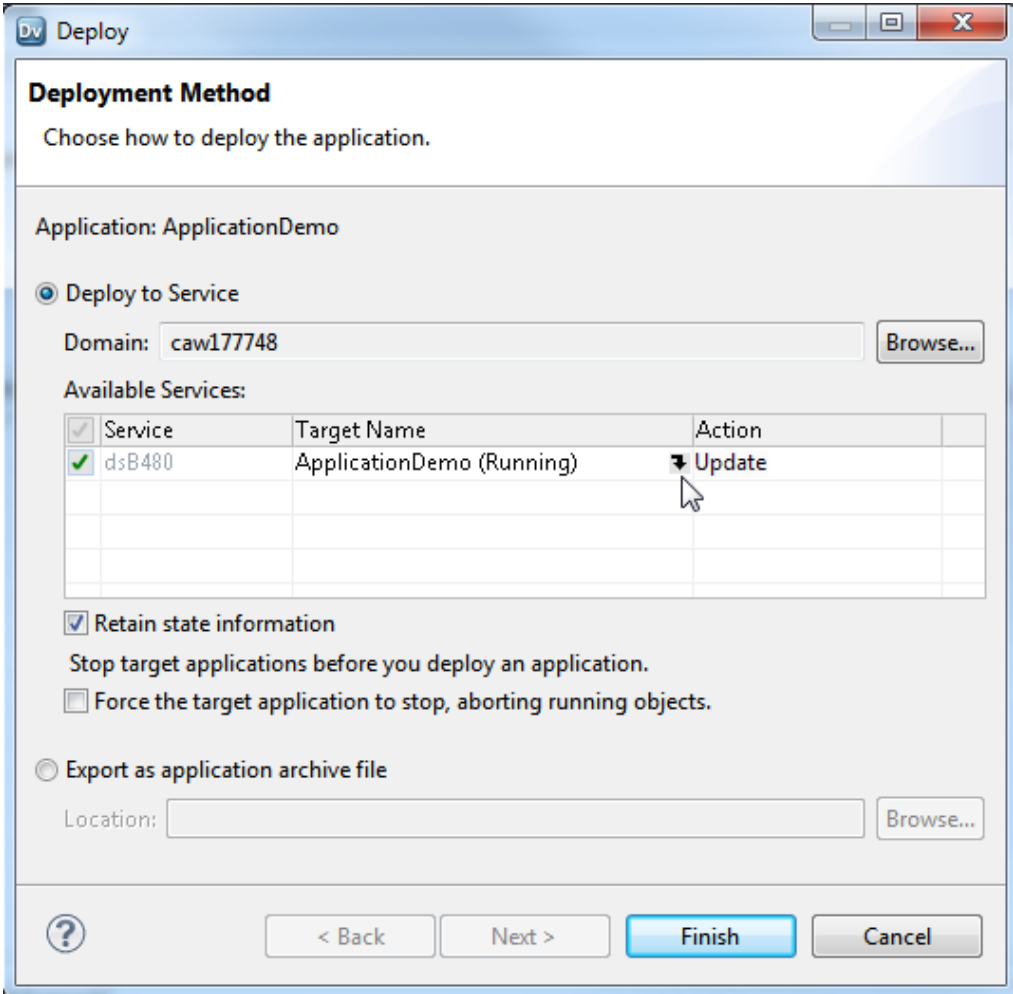 Dv Deploy
Deployment Method
Choose how to deploy the application.
Application: ApplicationDemo
Deploy to Service
Domain: caw177748 Browse...
Available Services:
Service Target Name Action
dsB480 ApplicationDemo (Running) Update
Retain state information
Stop target applications before you deploy an application.
Force the target application to stop, aborting running objects.
Export as application archive file
Location: Browse...
? < Back Next > Finish Cancel